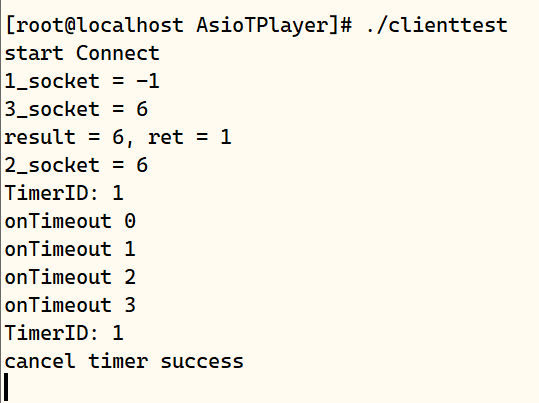 [root@localhost AsioTPlayer]# ./clienttest
start Connect
1_socket = -1
3_socket = 6
result = 6, ret = 1
2_socket = 6
TimerID: 1
onTimeout 0
onTimeout 1
onTimeout 2
onTimeout 3
TimerID: 1
cancel timer success